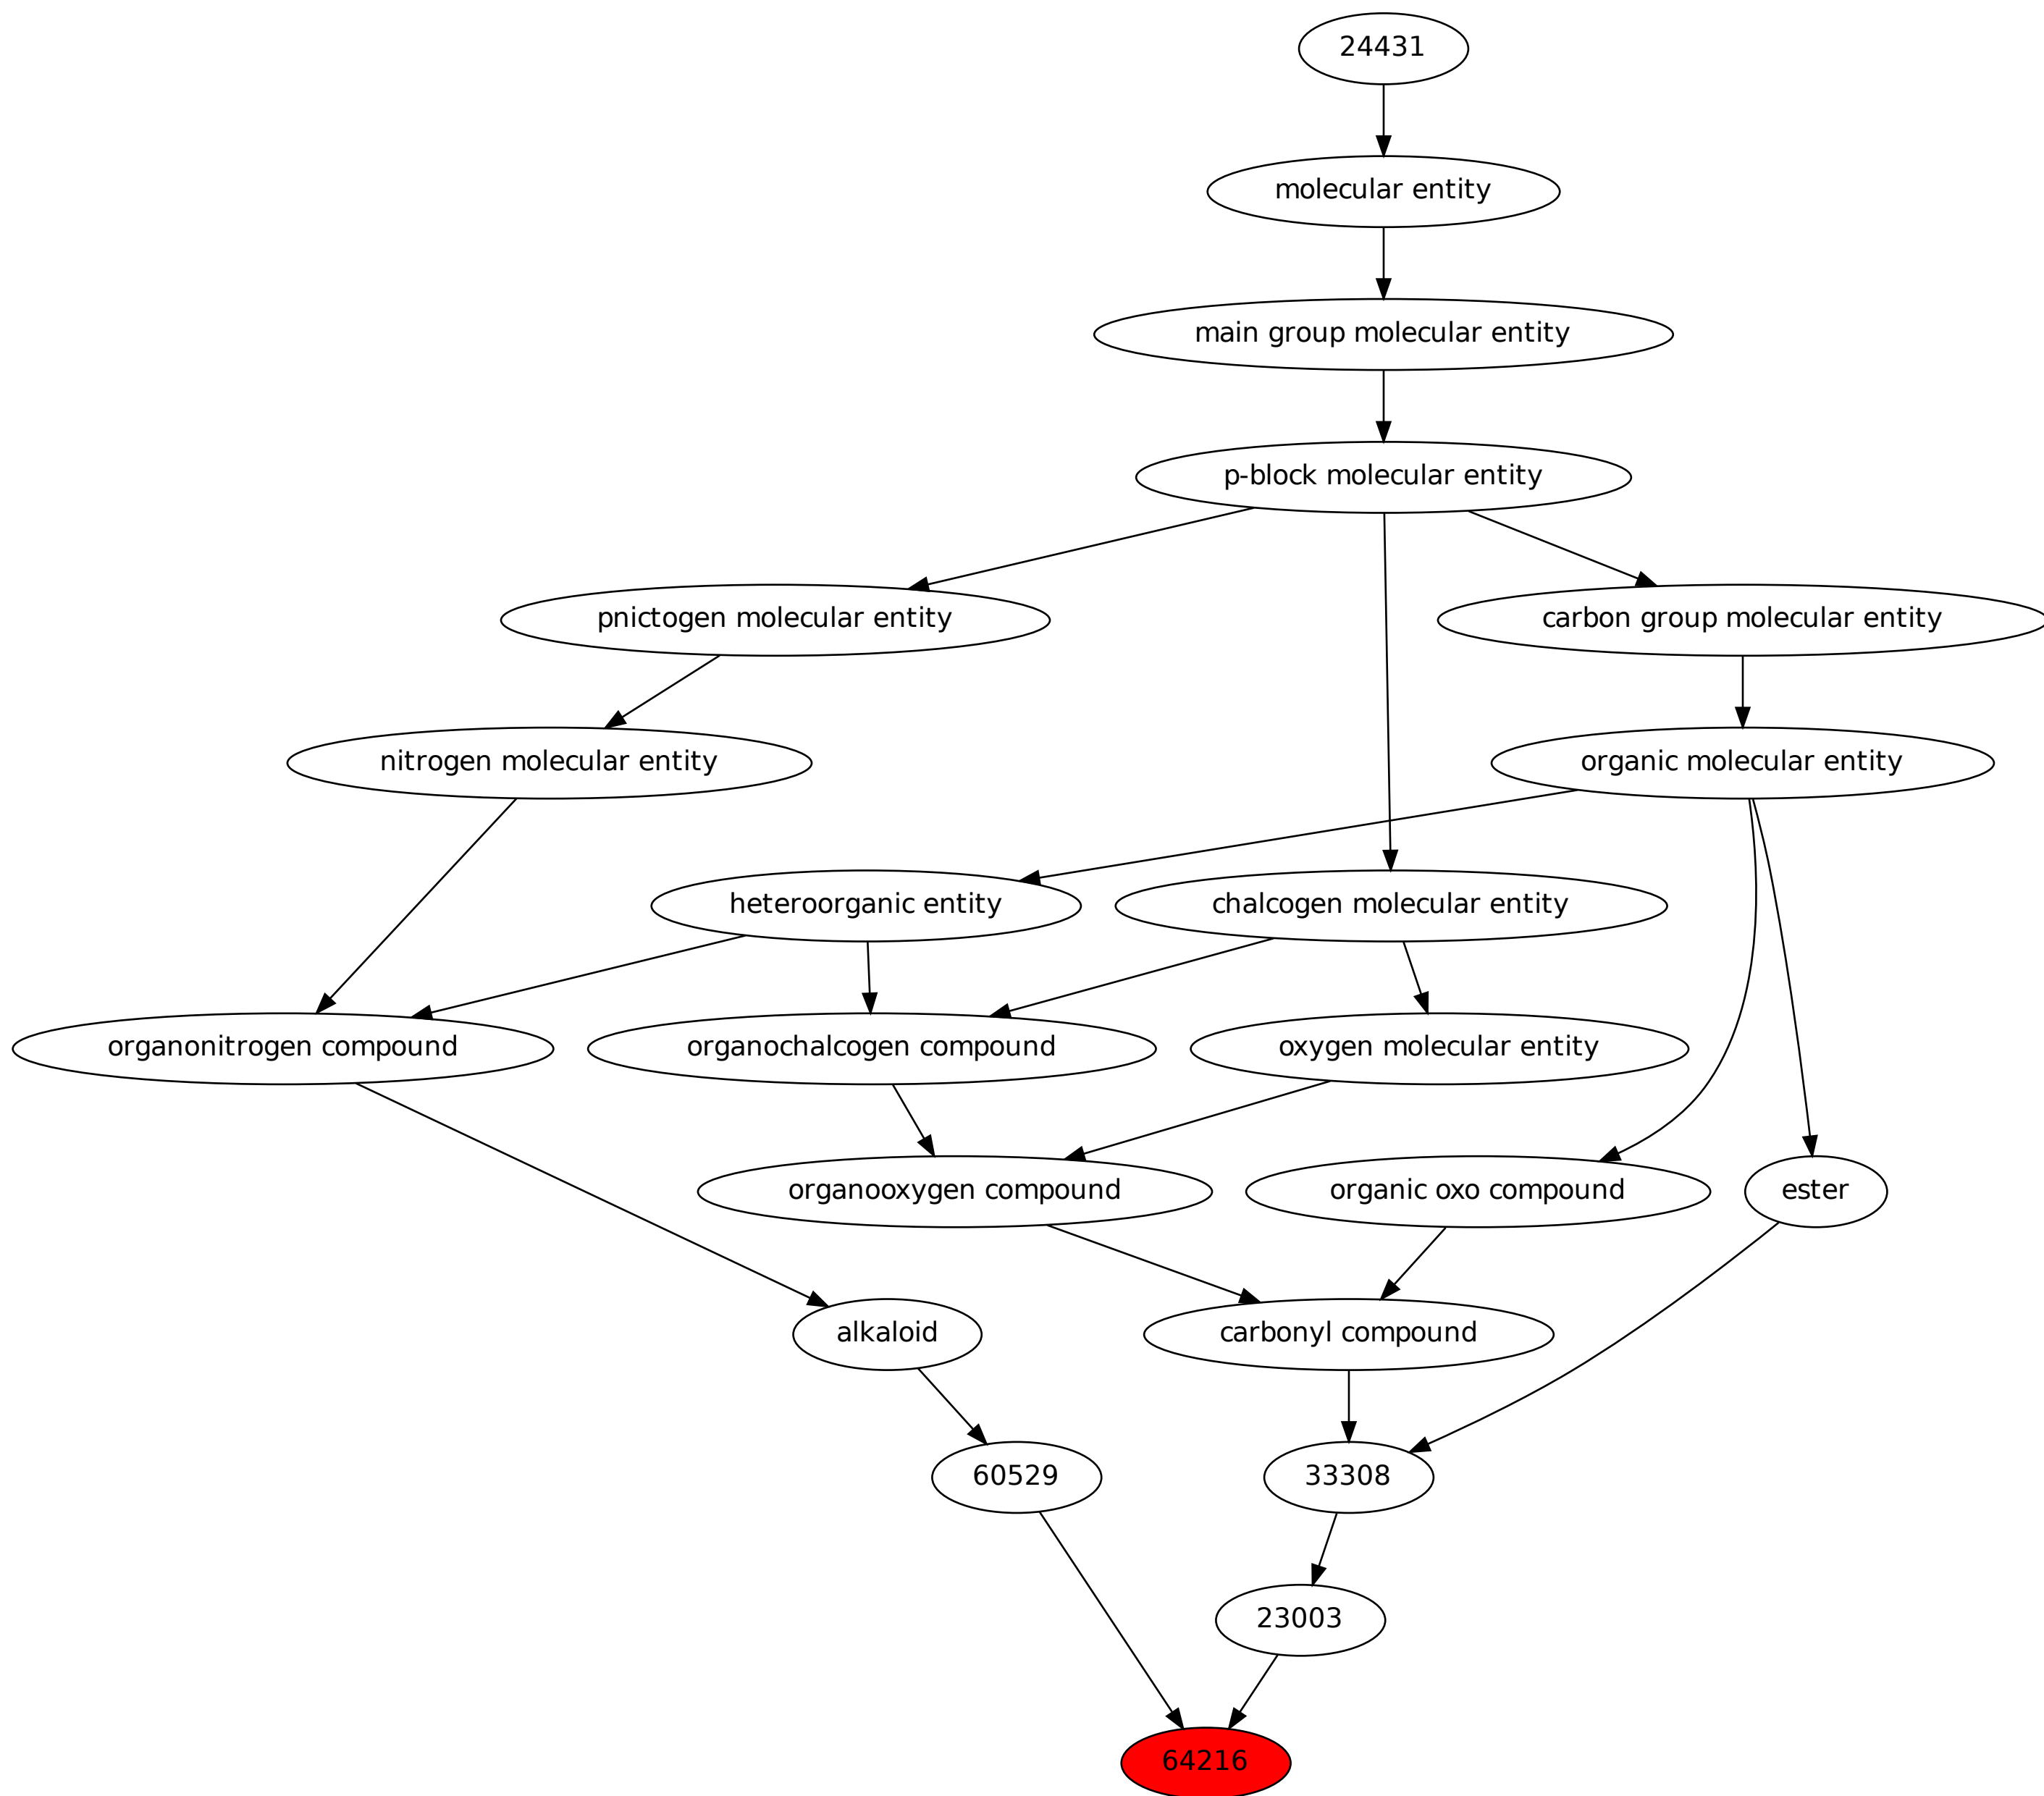 24431
molecular entity
main group molecular entity
p-block molecular entity
pnictogen molecular entity
carbon group molecular entity
nitrogen molecular entity
organic molecular entity
heteroorganic entity
chalcogen molecular entity
organonitrogen compound
organochalcogen compound
oxygen molecular entity
organooxygen compound
organic oxo compound
ester
alkaloid
carbonyl compound
60529
33308
23003
64216